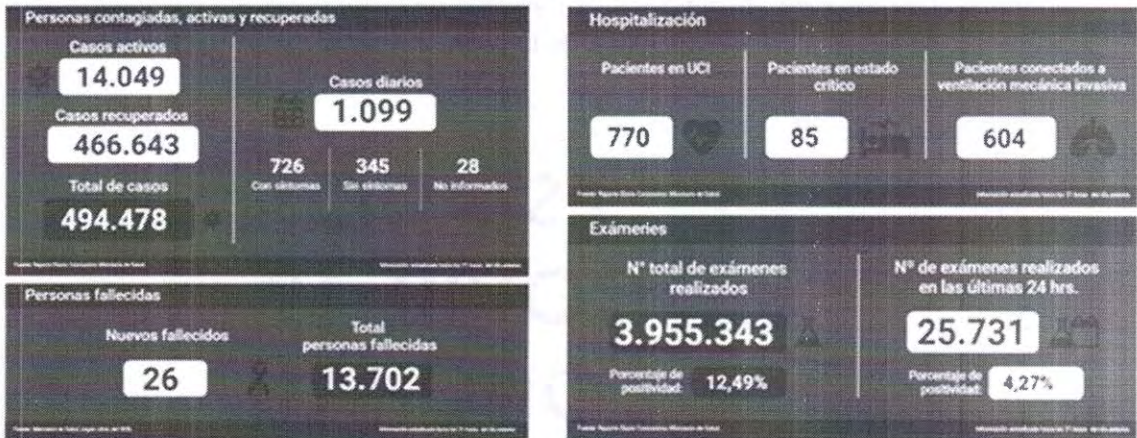 Personas contagiadas, activas y recuperadas
Casos activos
14.049
Casos recuperados
466.643
Total de casos
494.478
Casos diarios
1.099
726
Con síntomas
345
Sin síntomas
28
No informados
Personas fallecidas
Nuevos fallecidos
26
Total
personas fallecidas
13.702
Hospitalización
Pacientes en UCI
770
Pacientes en estado
crítico
85
Pacientes conectados a
ventilación mecánica invasiva
604
Exámenes
N° total de exámenes
realizados
3.955.343
Porcentaje de
positividad:
12,49%
N° de exámenes realizados
en las últimas 24 hrs.
25.731
Porcentaje de
positividad:
4,27%